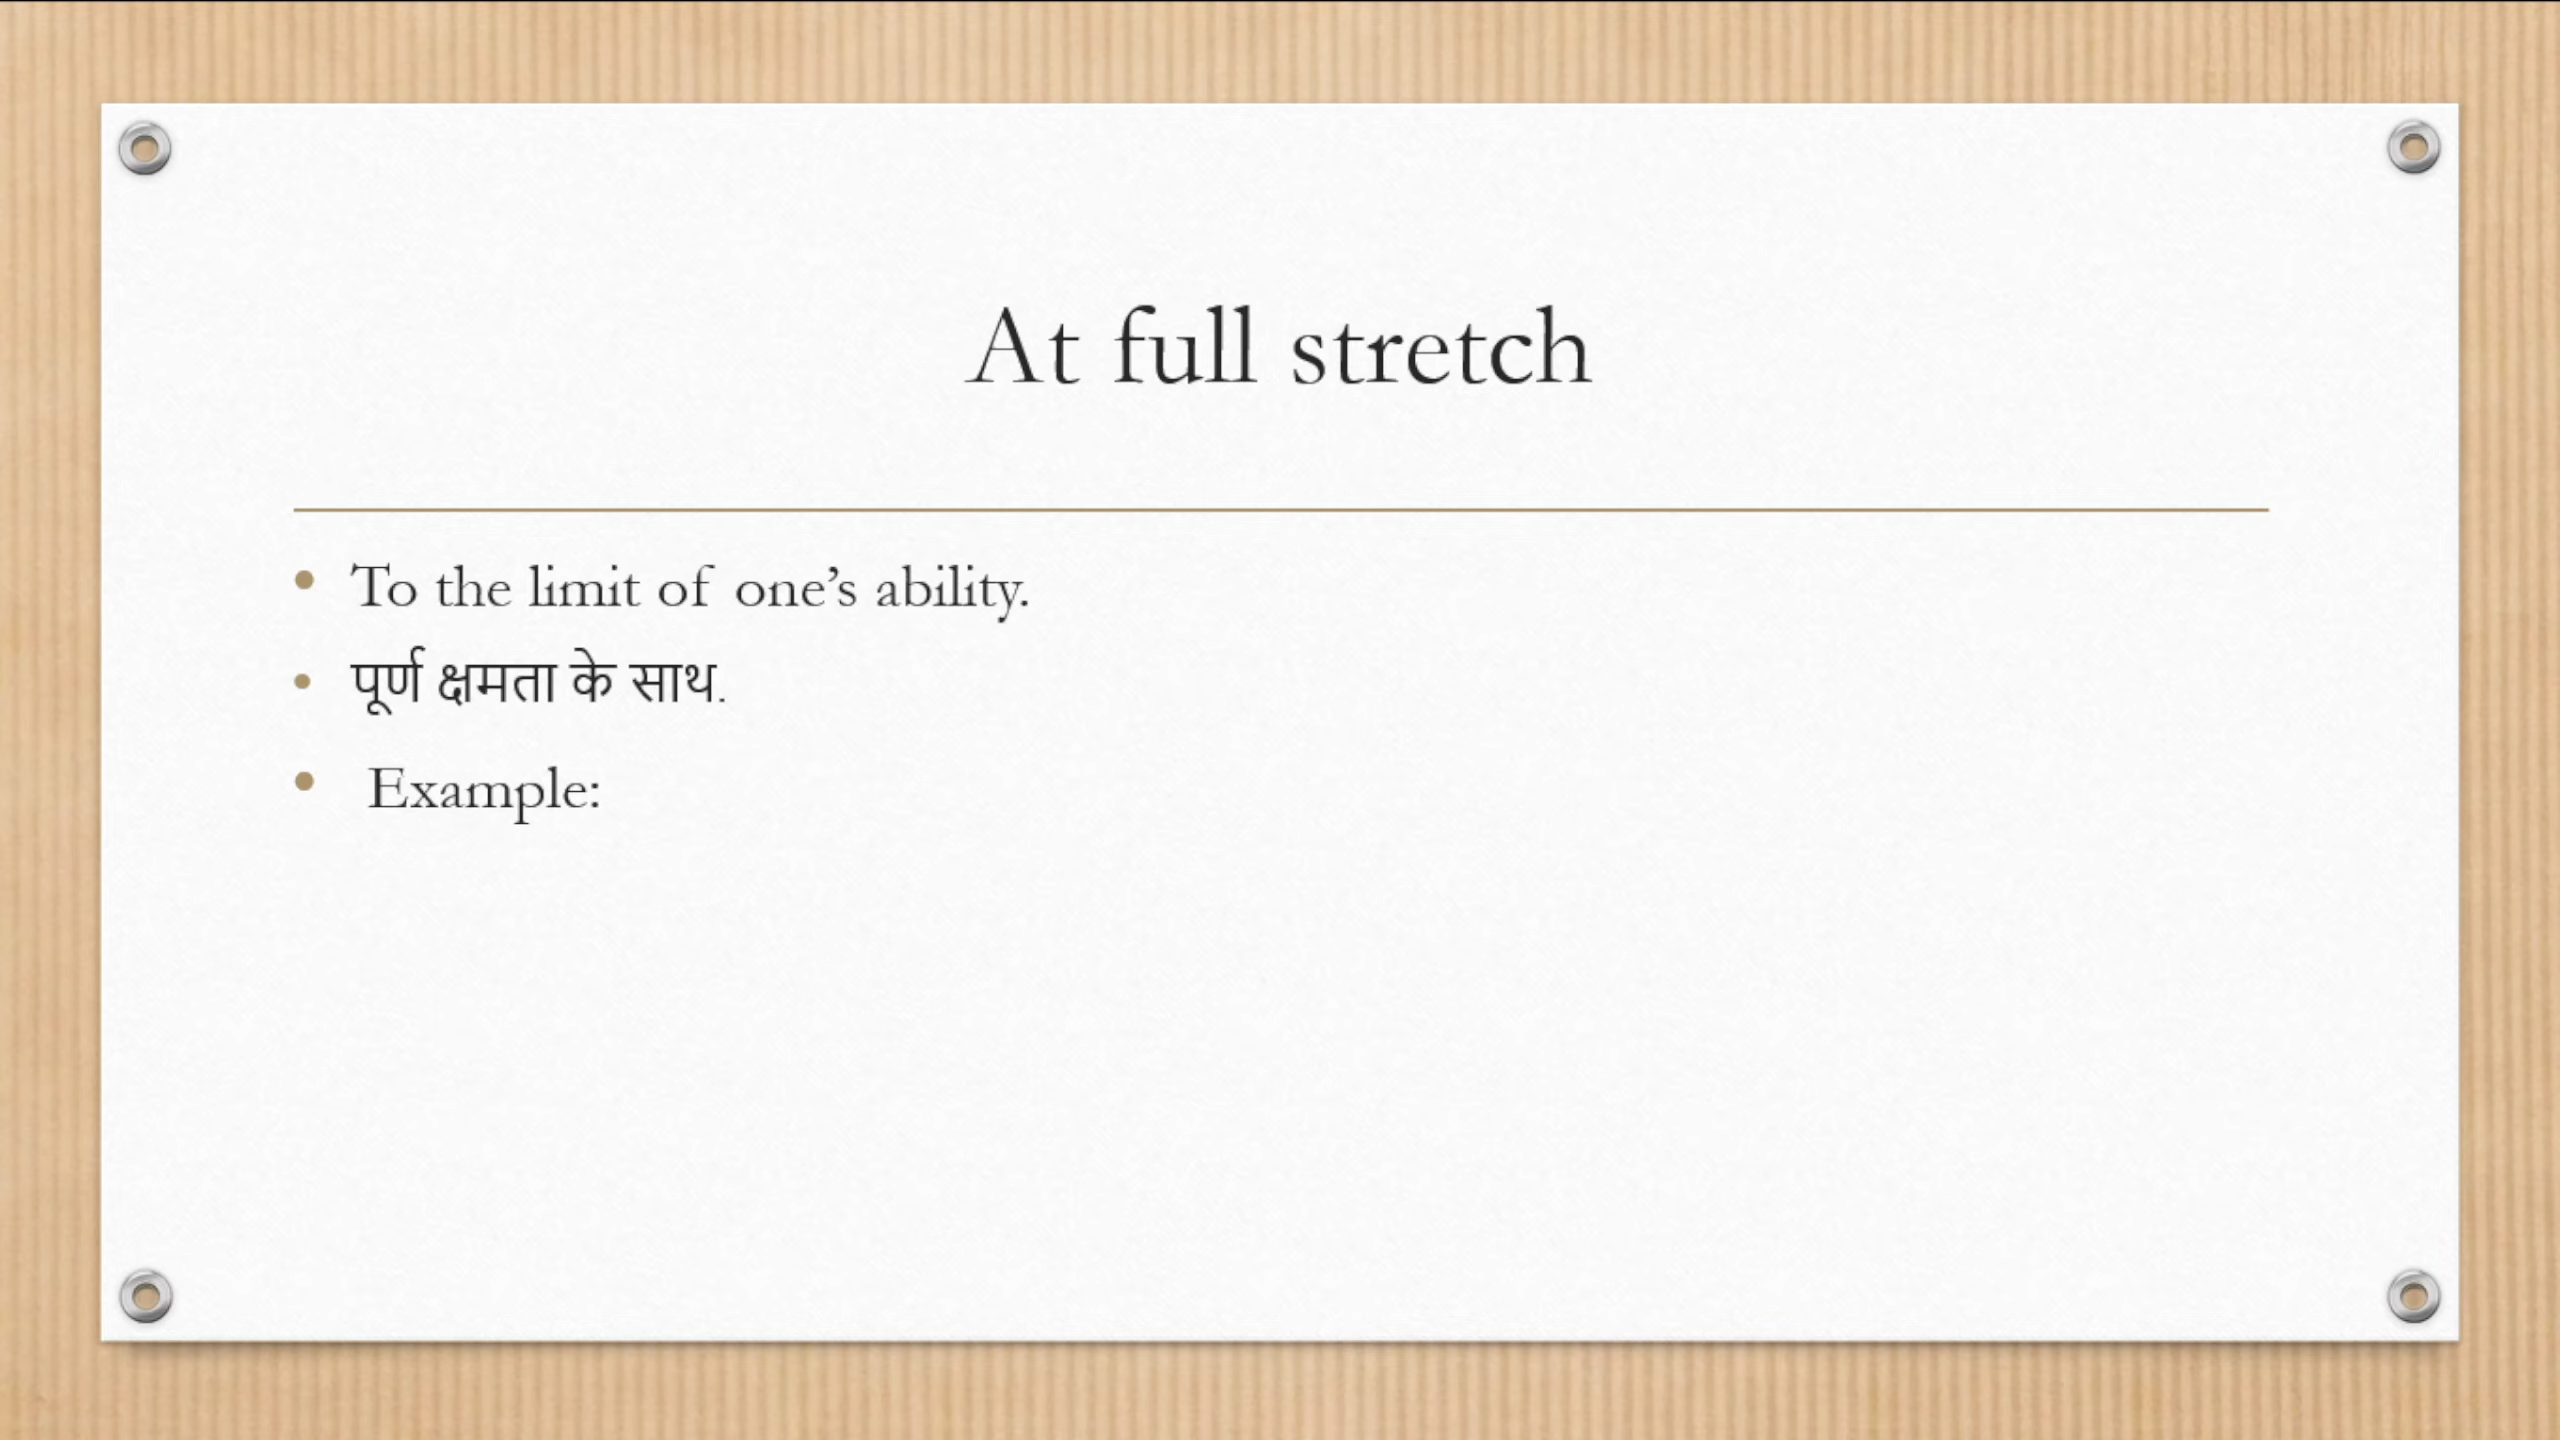 At full stretch
• To the limit of one’s ability.
• पूर्ण क्षमता के साथ.
• Example: